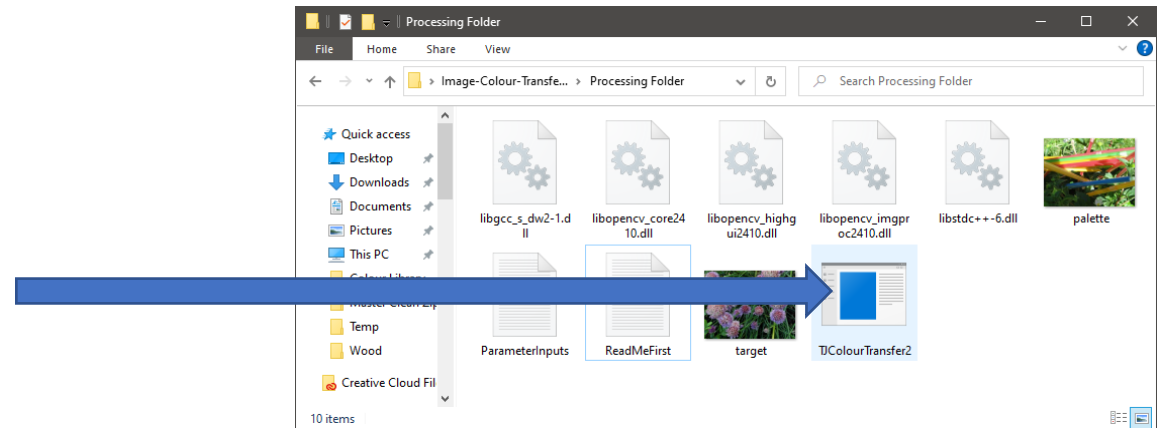 Processing Folder
File Home Share View
Image-Colour-Transfe... Processing Folder Search Processing Folder
Quick access
Desktop
Downloads
Documents
Pictures
This PC
Temp
Wood
Creative Cloud Fil
libgcc_s_dw2-1.d
ll
libopencv_core24
10.dll
libopencv_highg
ui2410.dll
libopencv_imgpr
oc2410.dll
libstdc++-6.dll
palette
ParameterInputs
ReadMeFirst
target
TJColourTransfer2
10 items